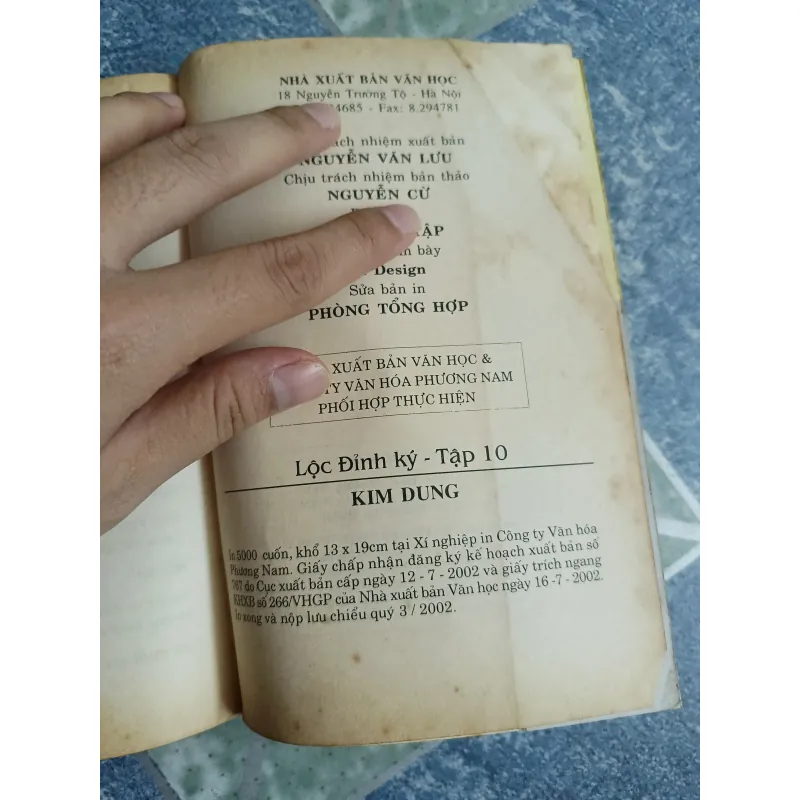 NHÀ XUẤT BẢN VĂN HỌC
18 Nguyễn Trường Tộ - Hà Nội
4685 - Fax: 8.294781
nhiệm xuất bản
NGUYỄN VĂN LƯU
Chịu trách nhiệm bản thảo
NGUYỄN CỪ
bày
Design
Sửa bản in
PHÒNG TỔNG HỢP
XUẤT BẢN VĂN HỌC &
TY VĂN HÓA PHƯƠNG NAM
PHỐI HỢP THỰC HIỆN
Lộc Đỉnh ký - Tập 10
KIM DUNG
In 5000 cuốn, khổ 13 x 19cm tại Xí nghiệp in Công ty Văn hóa
Phương Nam. Giấy chấp nhận đăng ký kế hoạch xuất bản số
767 do Cục xuất bản cấp ngày 12 - 7 - 2002 và giấy trích ngang
KHXB số 266/VHGP của Nhà xuất bản Văn học ngày 16 -7 - 2002.
In xong và nộp lưu chiểu quý 3 / 2002.